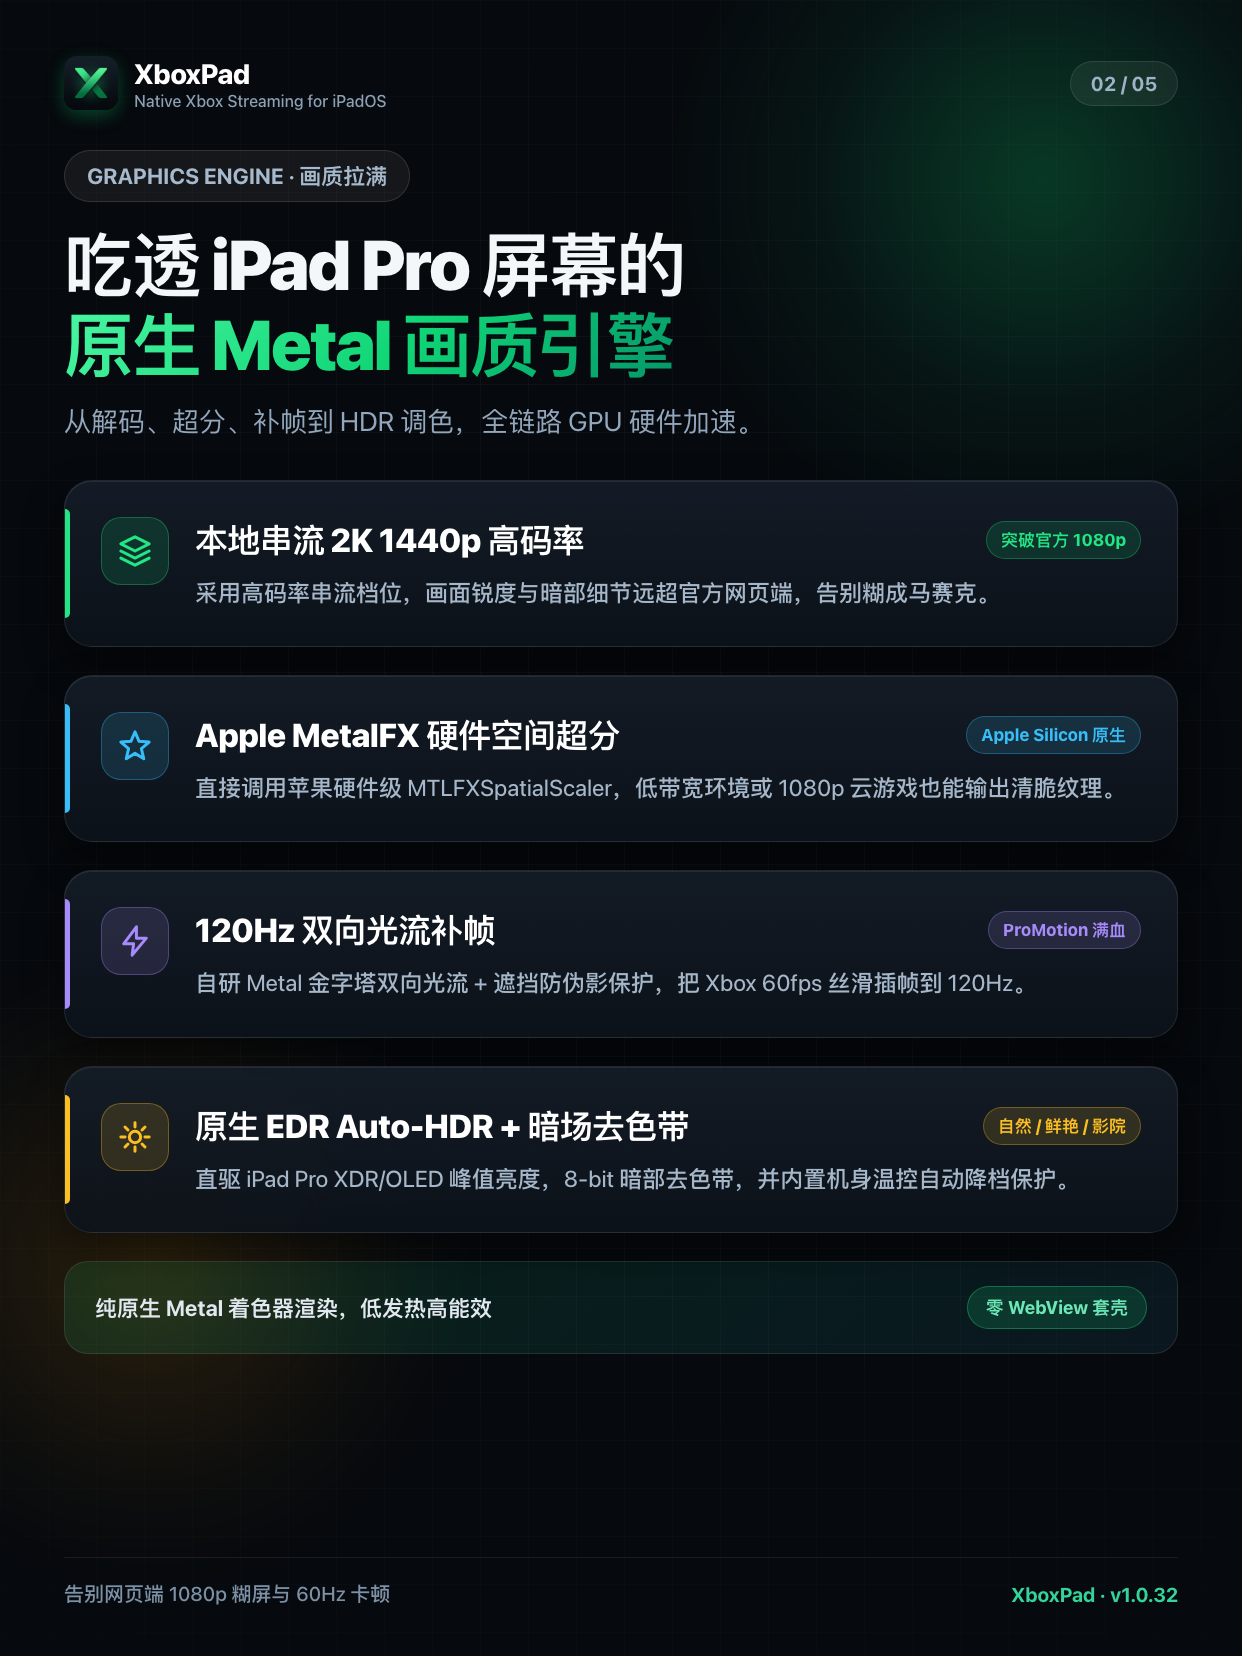 XboxPad
Native Xbox Streaming for iPadOS
02 / 05
GRAPHICS ENGINE · 画质拉满
吃透 iPad Pro 屏幕的
原生 Metal 画质引擎
从解码、超分、补帧到 HDR 调色，全链路 GPU 硬件加速。
本地串流 2K 1440p 高码率
突破官方 1080p
采用高码率串流档位，画面锐度与暗部细节远超官方网页端，告别糊成马赛克。
Apple MetalFX 硬件空间超分
Apple Silicon 原生
直接调用苹果硬件级 MTLFXSpatialScaler，低带宽环境或 1080p 云游戏也能输出清脆纹理。
120Hz 双向光流补帧
ProMotion 满血
自研 Metal 金字塔双向光流 + 遮挡防伪影保护，把 Xbox 60fps 丝滑插帧到 120Hz。
原生 EDR Auto-HDR + 暗场去色带
自然 / 鲜艳 / 影院
直驱 iPad Pro XDR/OLED 峰值亮度，8-bit 暗部去色带，并内置机身温控自动降档保护。
纯原生 Metal 着色器渲染，低发热高能效
零 WebView 套壳
告别网页端 1080p 糊屏与 60Hz 卡顿
XboxPad · v1.0.32